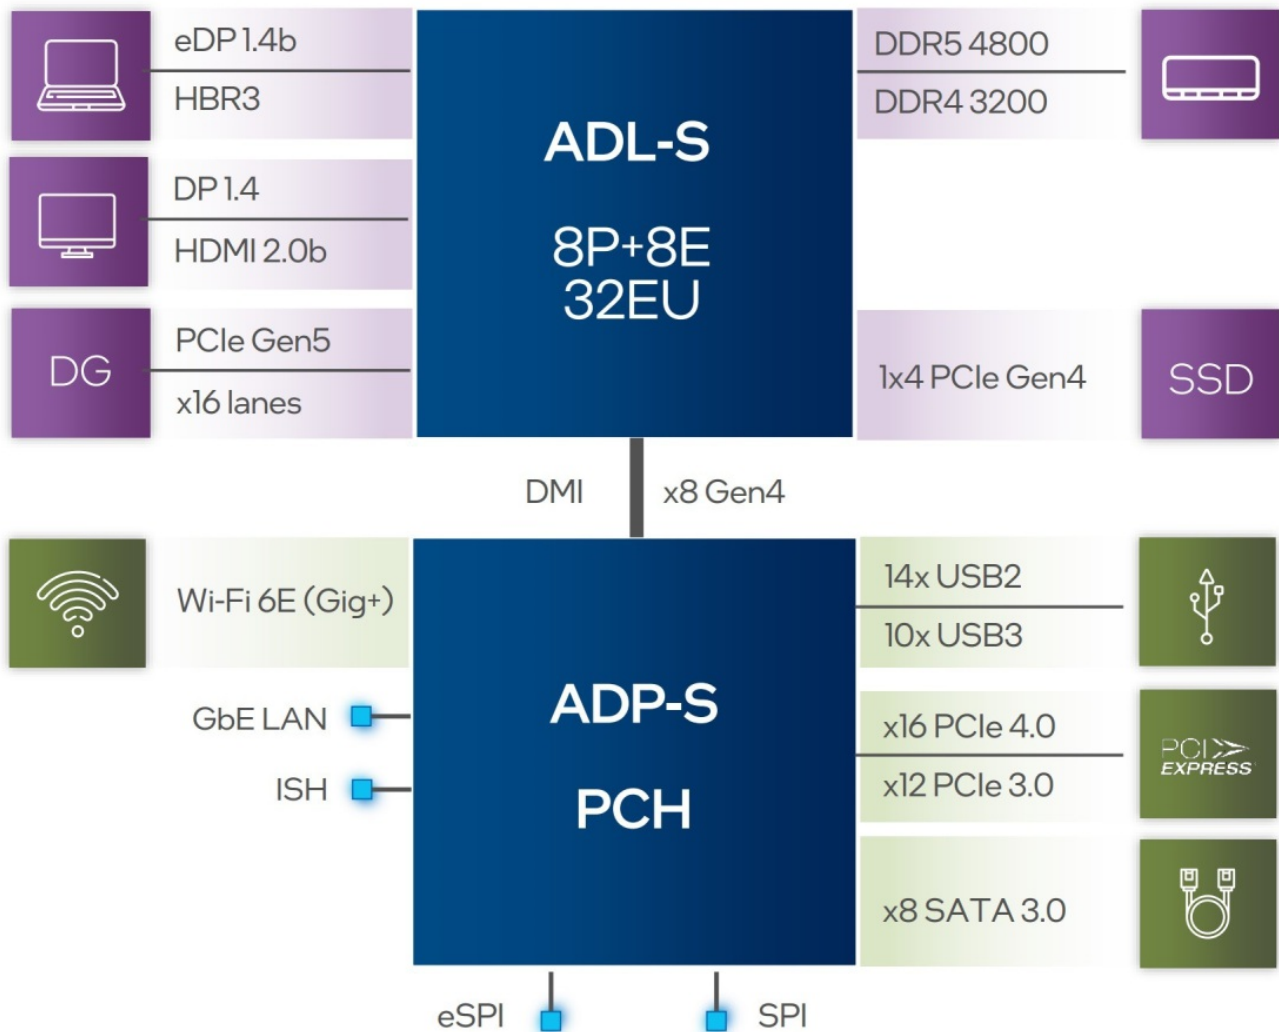 eDP 1.4b
HBR3
DP 1.4
HDMI 2.0b
DG
PCIe Gen5
x16 lanes
ADL-S
8P+8E
32EU
DDR5 4800
DDR4 3200
1x4 PCIe Gen4
SSD
DMI
x8 Gen4
Wi-Fi 6E (Gig+)
GbE LAN
ISH
ADP-S
PCH
14x USB2
10x USB3
x16 PCIe 4.0
x12 PCIe 3.0
PCI
EXPRESS
x8 SATA 3.0
eSPI
SPI